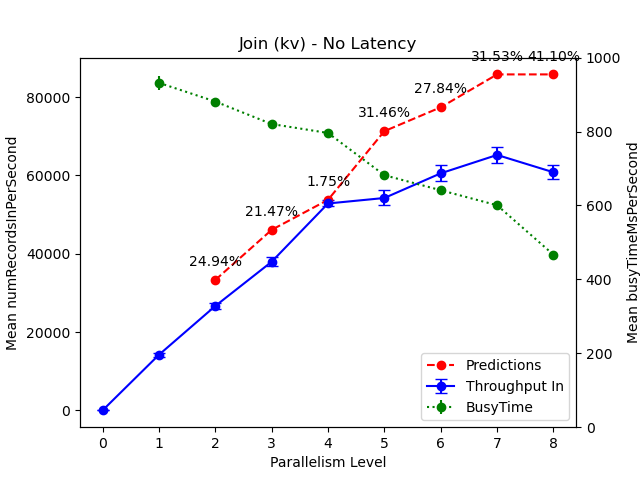 Join (kv) - No Latency
31.53% 41.10%
27.84%
31.46%
1.75%
21.47%
24.94%
80000
60000
40000
20000
0
Mean numRecordsInPerSecond
1000
800
600
400
200
0
Mean busyTimeMsPerSecond
Predictions
Throughput In
BusyTime
0 1 2 3 4 5 6 7 8
Parallelism Level